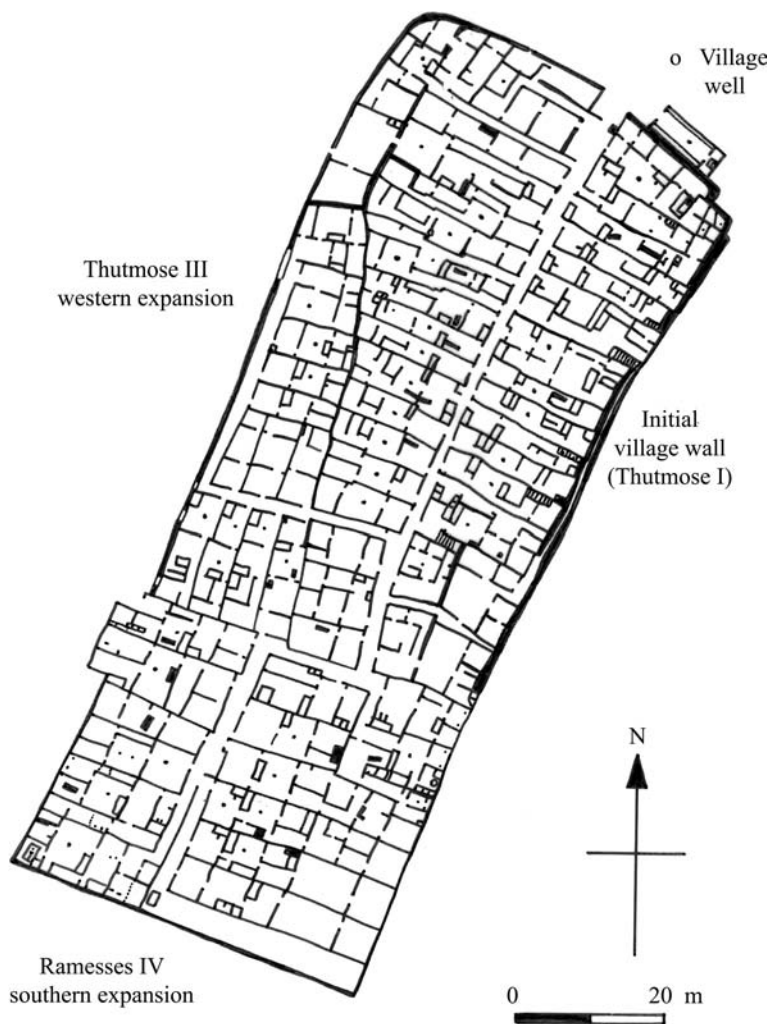 o Village
well
Thutmose III
western expansion
Initial
village wall
(Thutmose I)
N
Ramesses IV
southern expansion
0 20 m